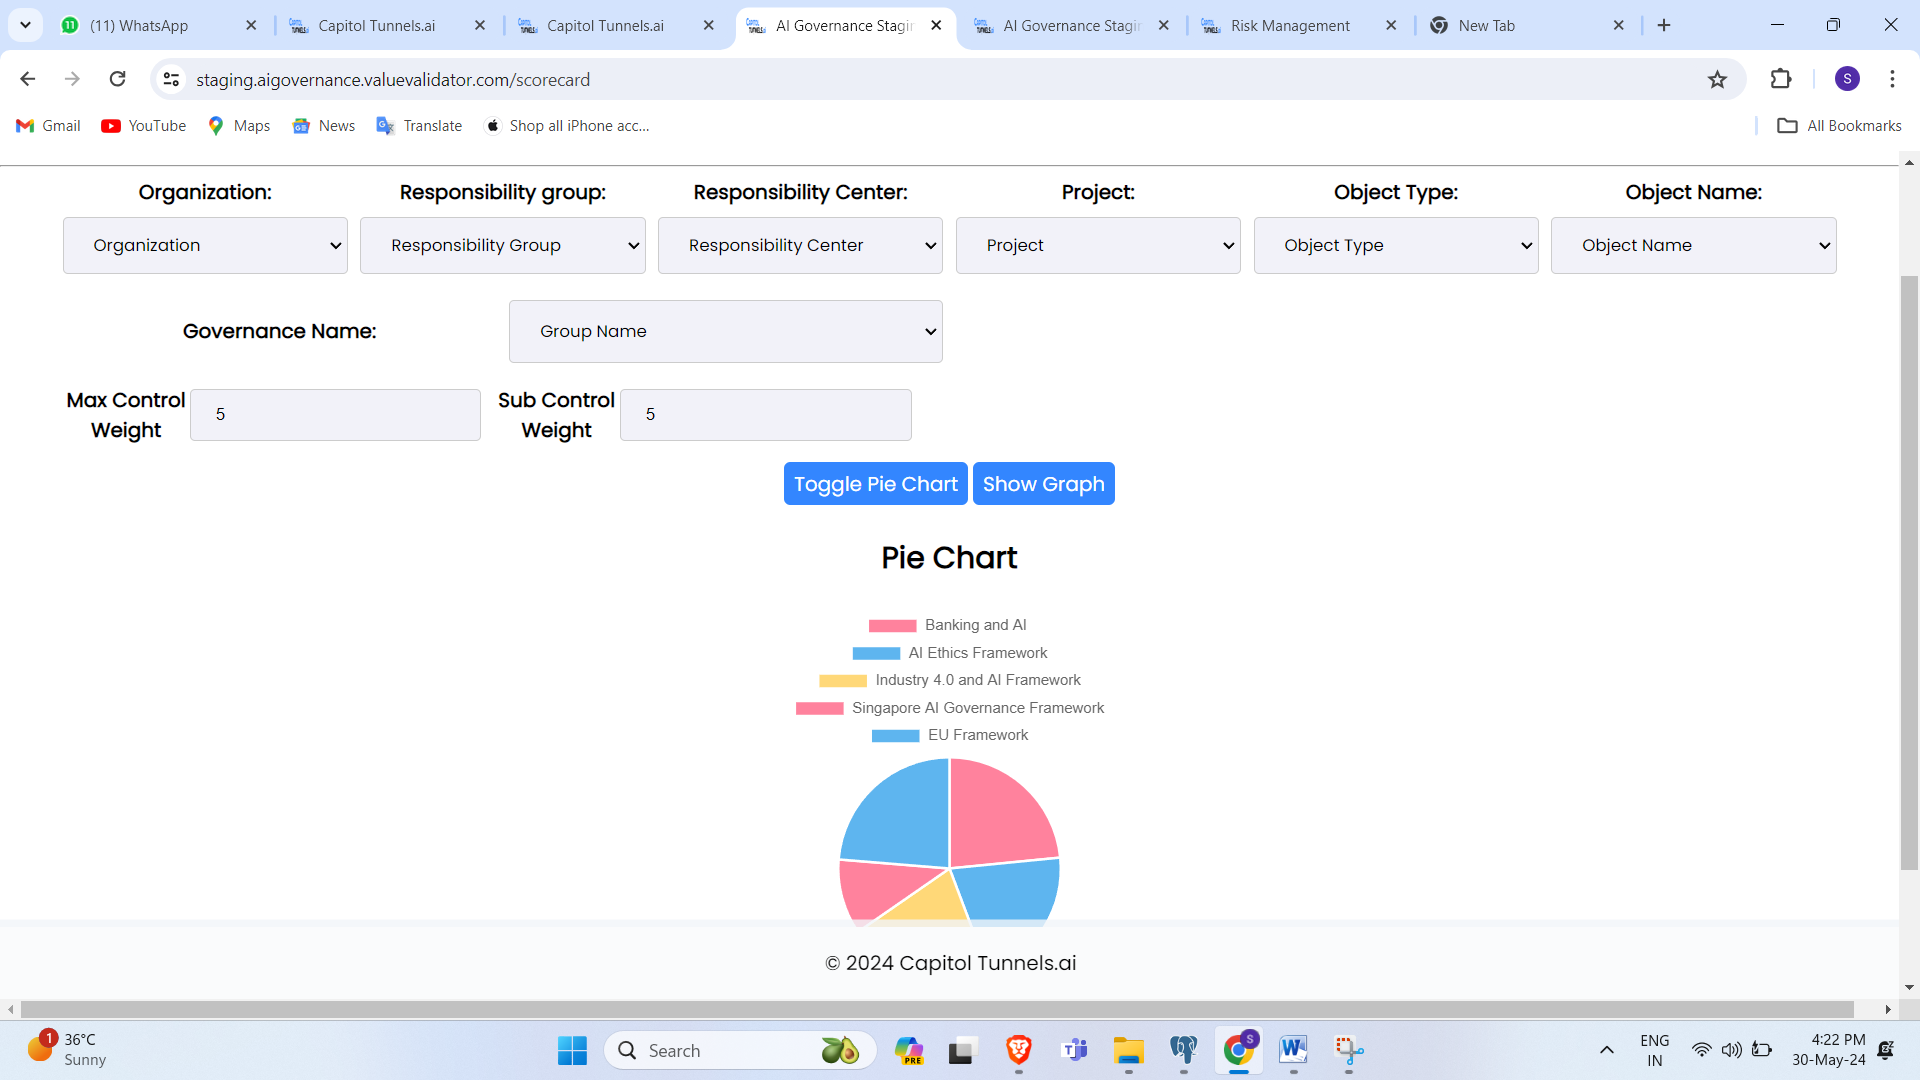 (11) WhatsApp
Capitol Tunnels.ai
Capitol Tunnels.ai
AI Governance Stagin
AI Governance Stagin
Risk Management
New Tab
staging.aigovernance.valuevalidator.com/scorecard
S
Gmail
YouTube
Maps
News
Translate
Shop all iPhone acc...
All Bookmarks
Organization:
Responsibility group:
Responsibility Center:
Project:
Object Type:
Object Name:
Organization
Responsibility Group
Responsibility Center
Project
Object Type
Object Name
Governance Name:
Group Name
Max Control
Weight
5
Sub Control
Weight
5
Toggle Pie Chart
Show Graph
Pie Chart
Banking and AI
AI Ethics Framework
Industry 4.0 and AI Framework
Singapore AI Governance Framework
EU Framework
© 2024 Capitol Tunnels.ai
1
36°C
Sunny
Search
PRE
S
ENG
IN
4:22 PM
30-May-24